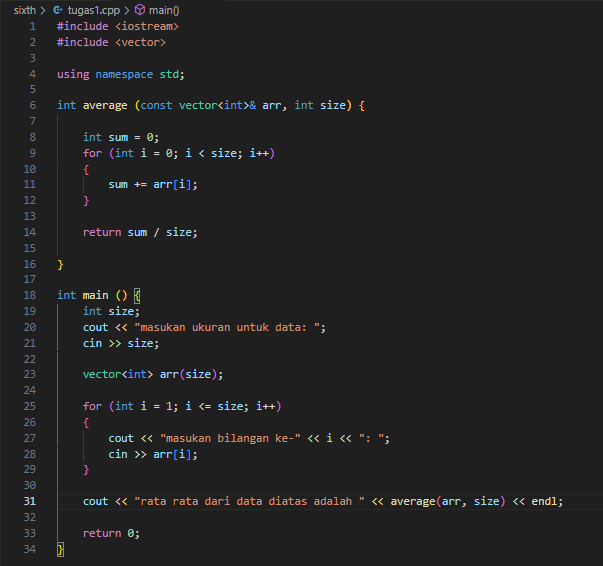 sixth > tugas1.cpp > main()
1 #include <iostream>
2 #include <vector>
3
4 using namespace std;
5
6 int average (const vector<int>& arr, int size) {
7
8     int sum = 0;
9     for (int i = 0; i < size; i++)
10     {
11         sum += arr[i];
12     }
13
14     return sum / size;
15
16 }
17
18 int main () {
19     int size;
20     cout << "masukan ukuran untuk data: ";
21     cin >> size;
22
23     vector<int> arr(size);
24
25     for (int i = 1; i <= size; i++)
26     {
27         cout << "masukan bilangan ke-" << i << ": ";
28         cin >> arr[i];
29     }
30
31     cout << "rata rata dari data diatas adalah " << average(arr, size) << endl;
32
33     return 0;
34 }